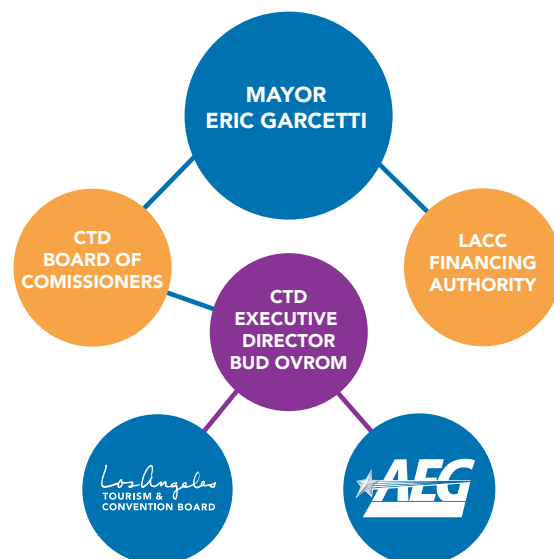 MAYOR
ERIC GARCETTI
CTD
BOARD OF
COMISSIONERS
LACC
FINANCING
AUTHORITY
CTD
EXECUTIVE
DIRECTOR
BUD OVROM
Los Angeles
TOURISM &
CONVENTION BOARD
AEG